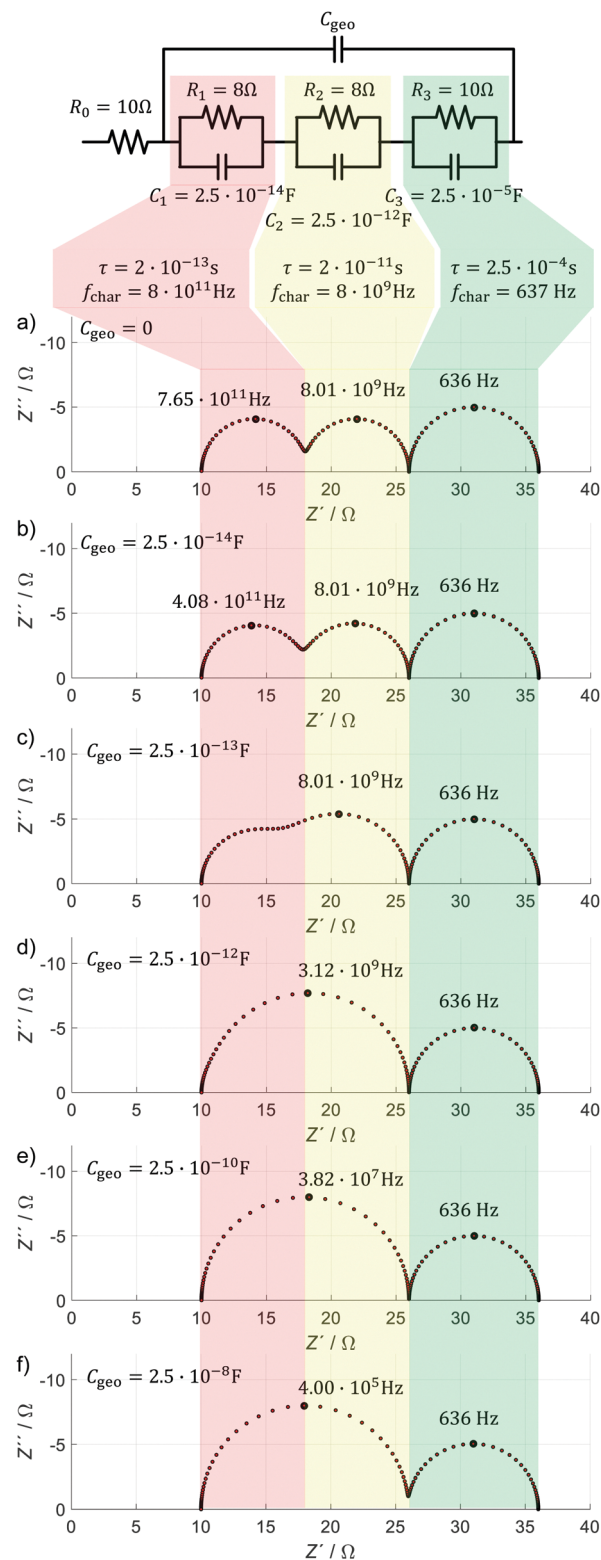 C_geo
R_0 = 10Ω
R_1 = 8Ω
R_2 = 8Ω
R_3 = 10Ω
C_1 = 2.5 · 10^−14 F
C_2 = 2.5 · 10^−12 F
C_3 = 2.5 · 10^−5 F
τ = 2 · 10^−13 s
f_char = 8 · 10^11 Hz
τ = 2 · 10^−11 s
f_char = 8 · 10^9 Hz
τ = 2.5 · 10^−4 s
f_char = 637 Hz
a)
C_geo = 0
7.65 · 10^11 Hz
8.01 · 10^9 Hz
636 Hz
-10
-5
0
Z´´ / Ω
0 5 10 15 20 25 30 35 40
Z´ / Ω
b)
C_geo = 2.5 · 10^−14 F
4.08 · 10^11 Hz
8.01 · 10^9 Hz
636 Hz
-10
-5
0
Z´´ / Ω
0 5 10 15 20 25 30 35 40
Z´ / Ω
c)
C_geo = 2.5 · 10^−13 F
8.01 · 10^9 Hz
636 Hz
-10
-5
0
Z´´ / Ω
0 5 10 15 20 25 30 35 40
Z´ / Ω
d)
C_geo = 2.5 · 10^−12 F
3.12 · 10^9 Hz
636 Hz
-10
-5
0
Z´´ / Ω
0 5 10 15 20 25 30 35 40
Z´ / Ω
e)
C_geo = 2.5 · 10^−10 F
3.82 · 10^7 Hz
636 Hz
-10
-5
0
Z´´ / Ω
0 5 10 15 20 25 30 35 40
Z´ / Ω
f)
C_geo = 2.5 · 10^−8 F
4.00 · 10^5 Hz
636 Hz
-10
-5
0
Z´´ / Ω
0 5 10 15 20 25 30 35 40
Z´ / Ω